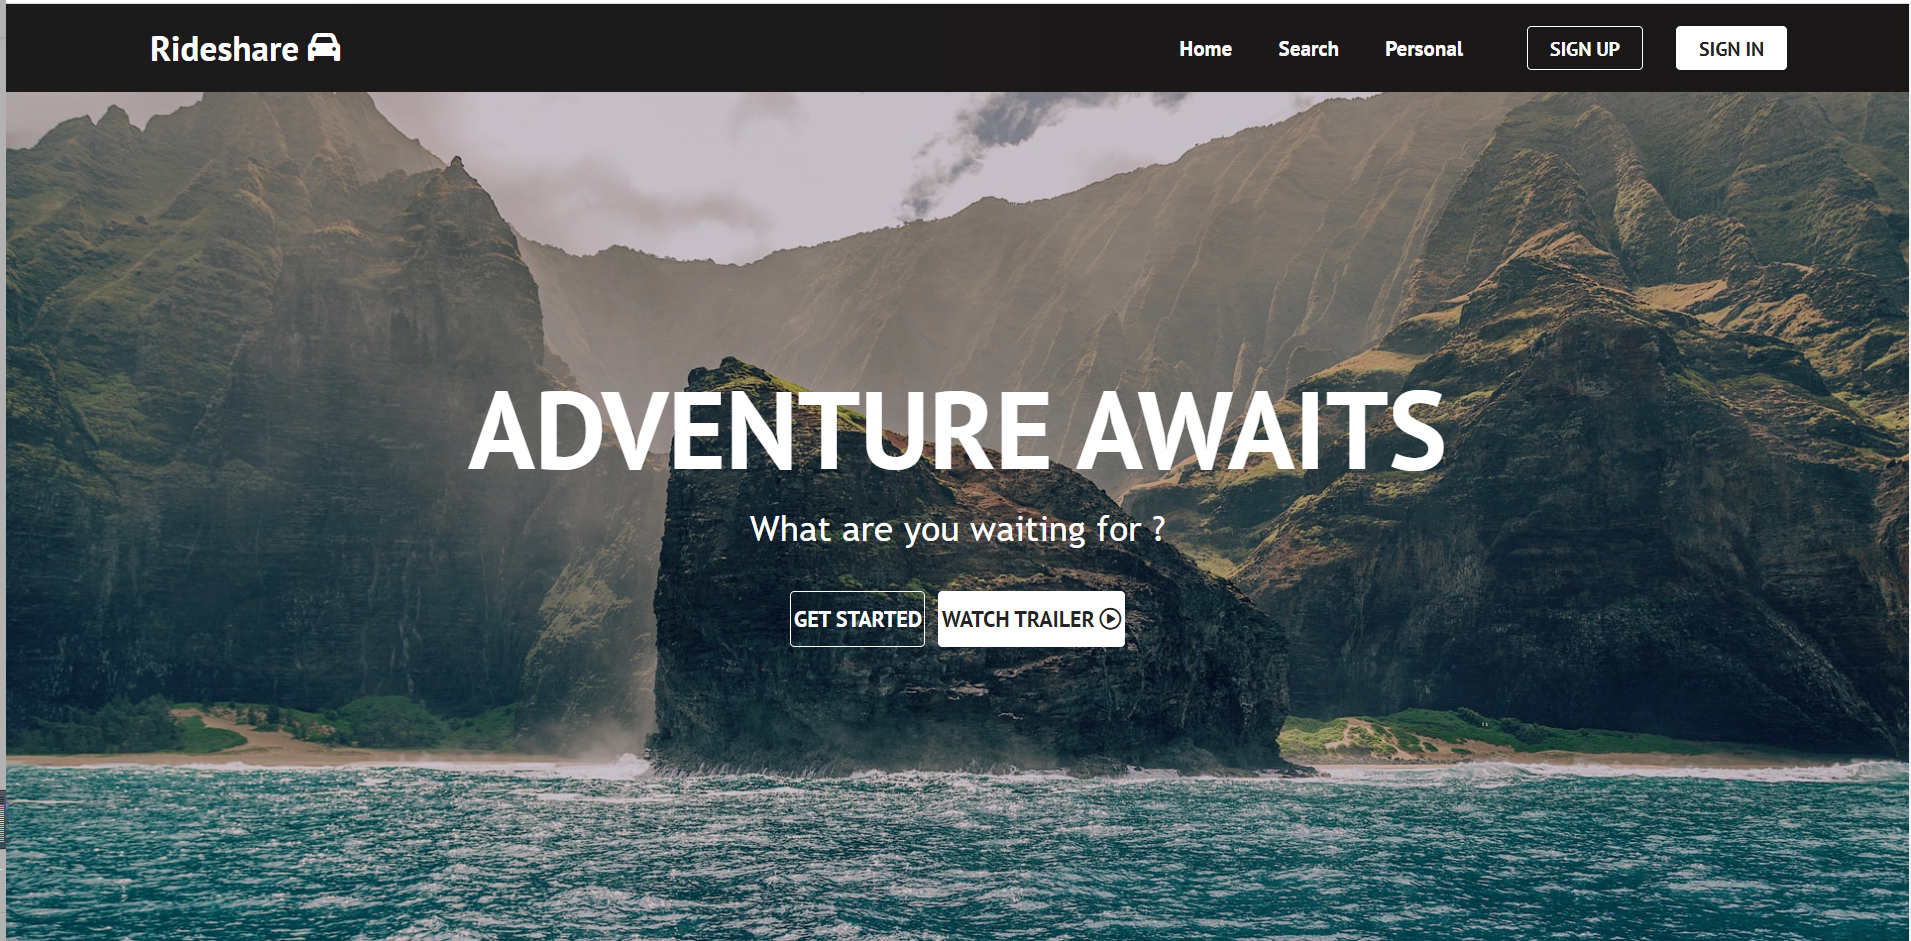 Rideshare
Home Search Personal SIGN UP SIGN IN
ADVENTURE AWAITS
What are you waiting for ?
GET STARTED WATCH TRAILER